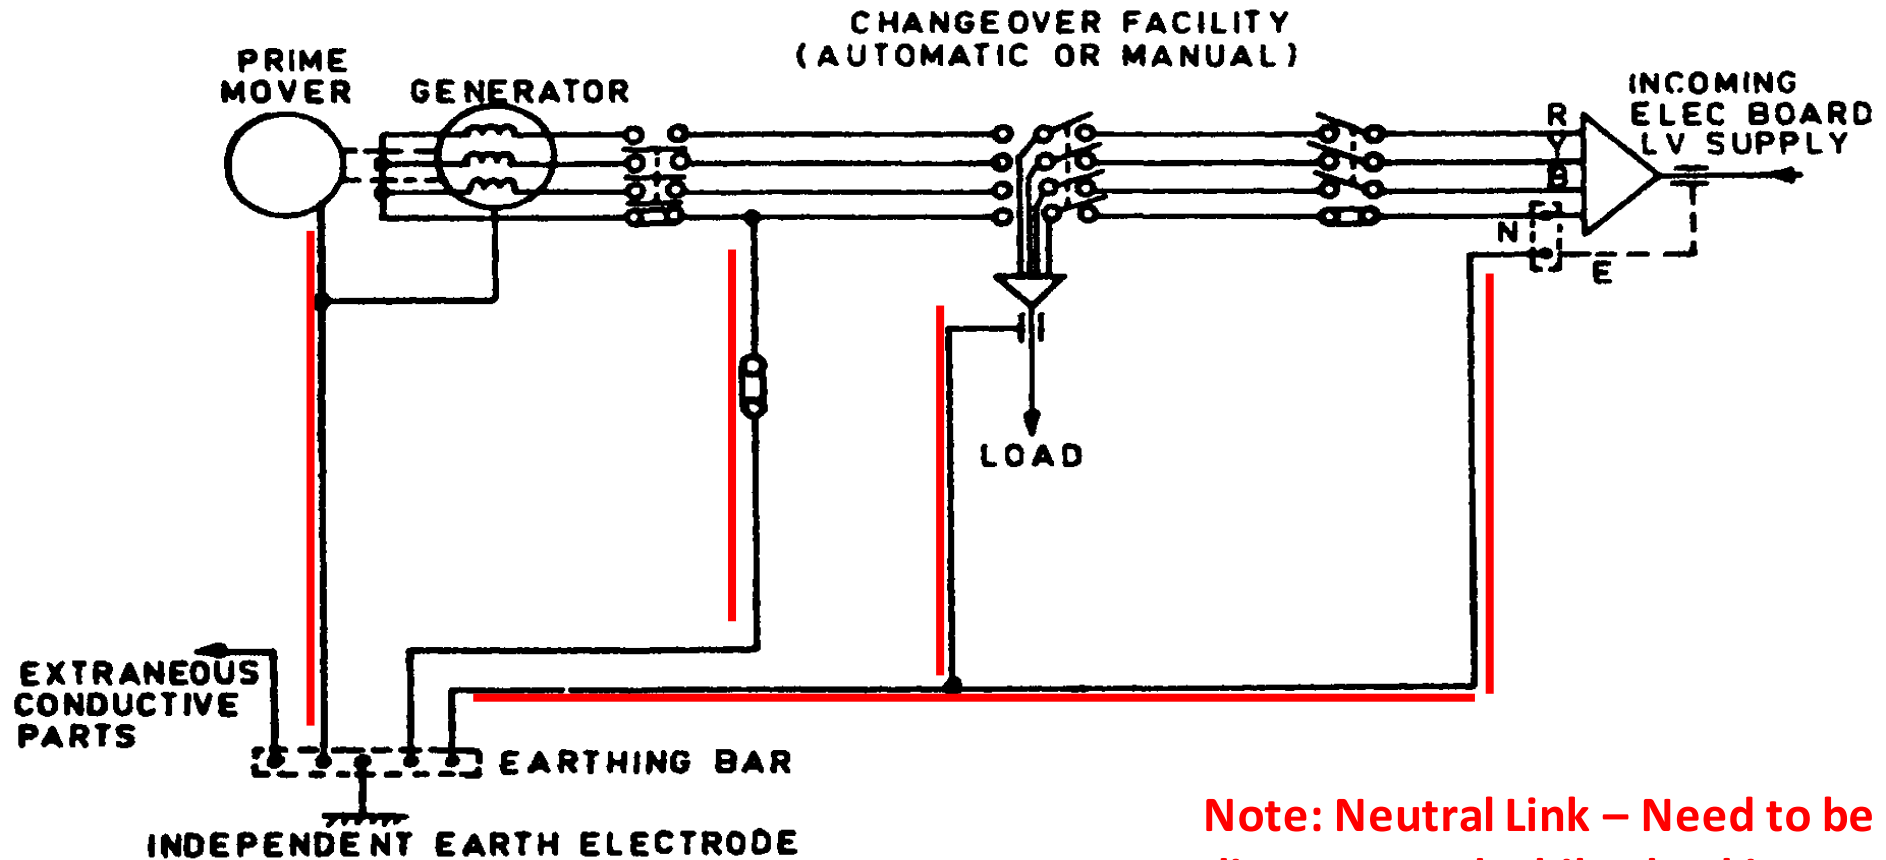 CHANGEOVER FACILITY
(AUTOMATIC OR MANUAL)
PRIME
MOVER
GENERATOR
INCOMING
ELEC BOARD
LV SUPPLY
R
Y
B
N
E
LOAD
EXTRANEOUS
CONDUCTIVE
PARTS
EARTHING BAR
INDEPENDENT EARTH ELECTRODE
Note: Neutral Link – Need to be